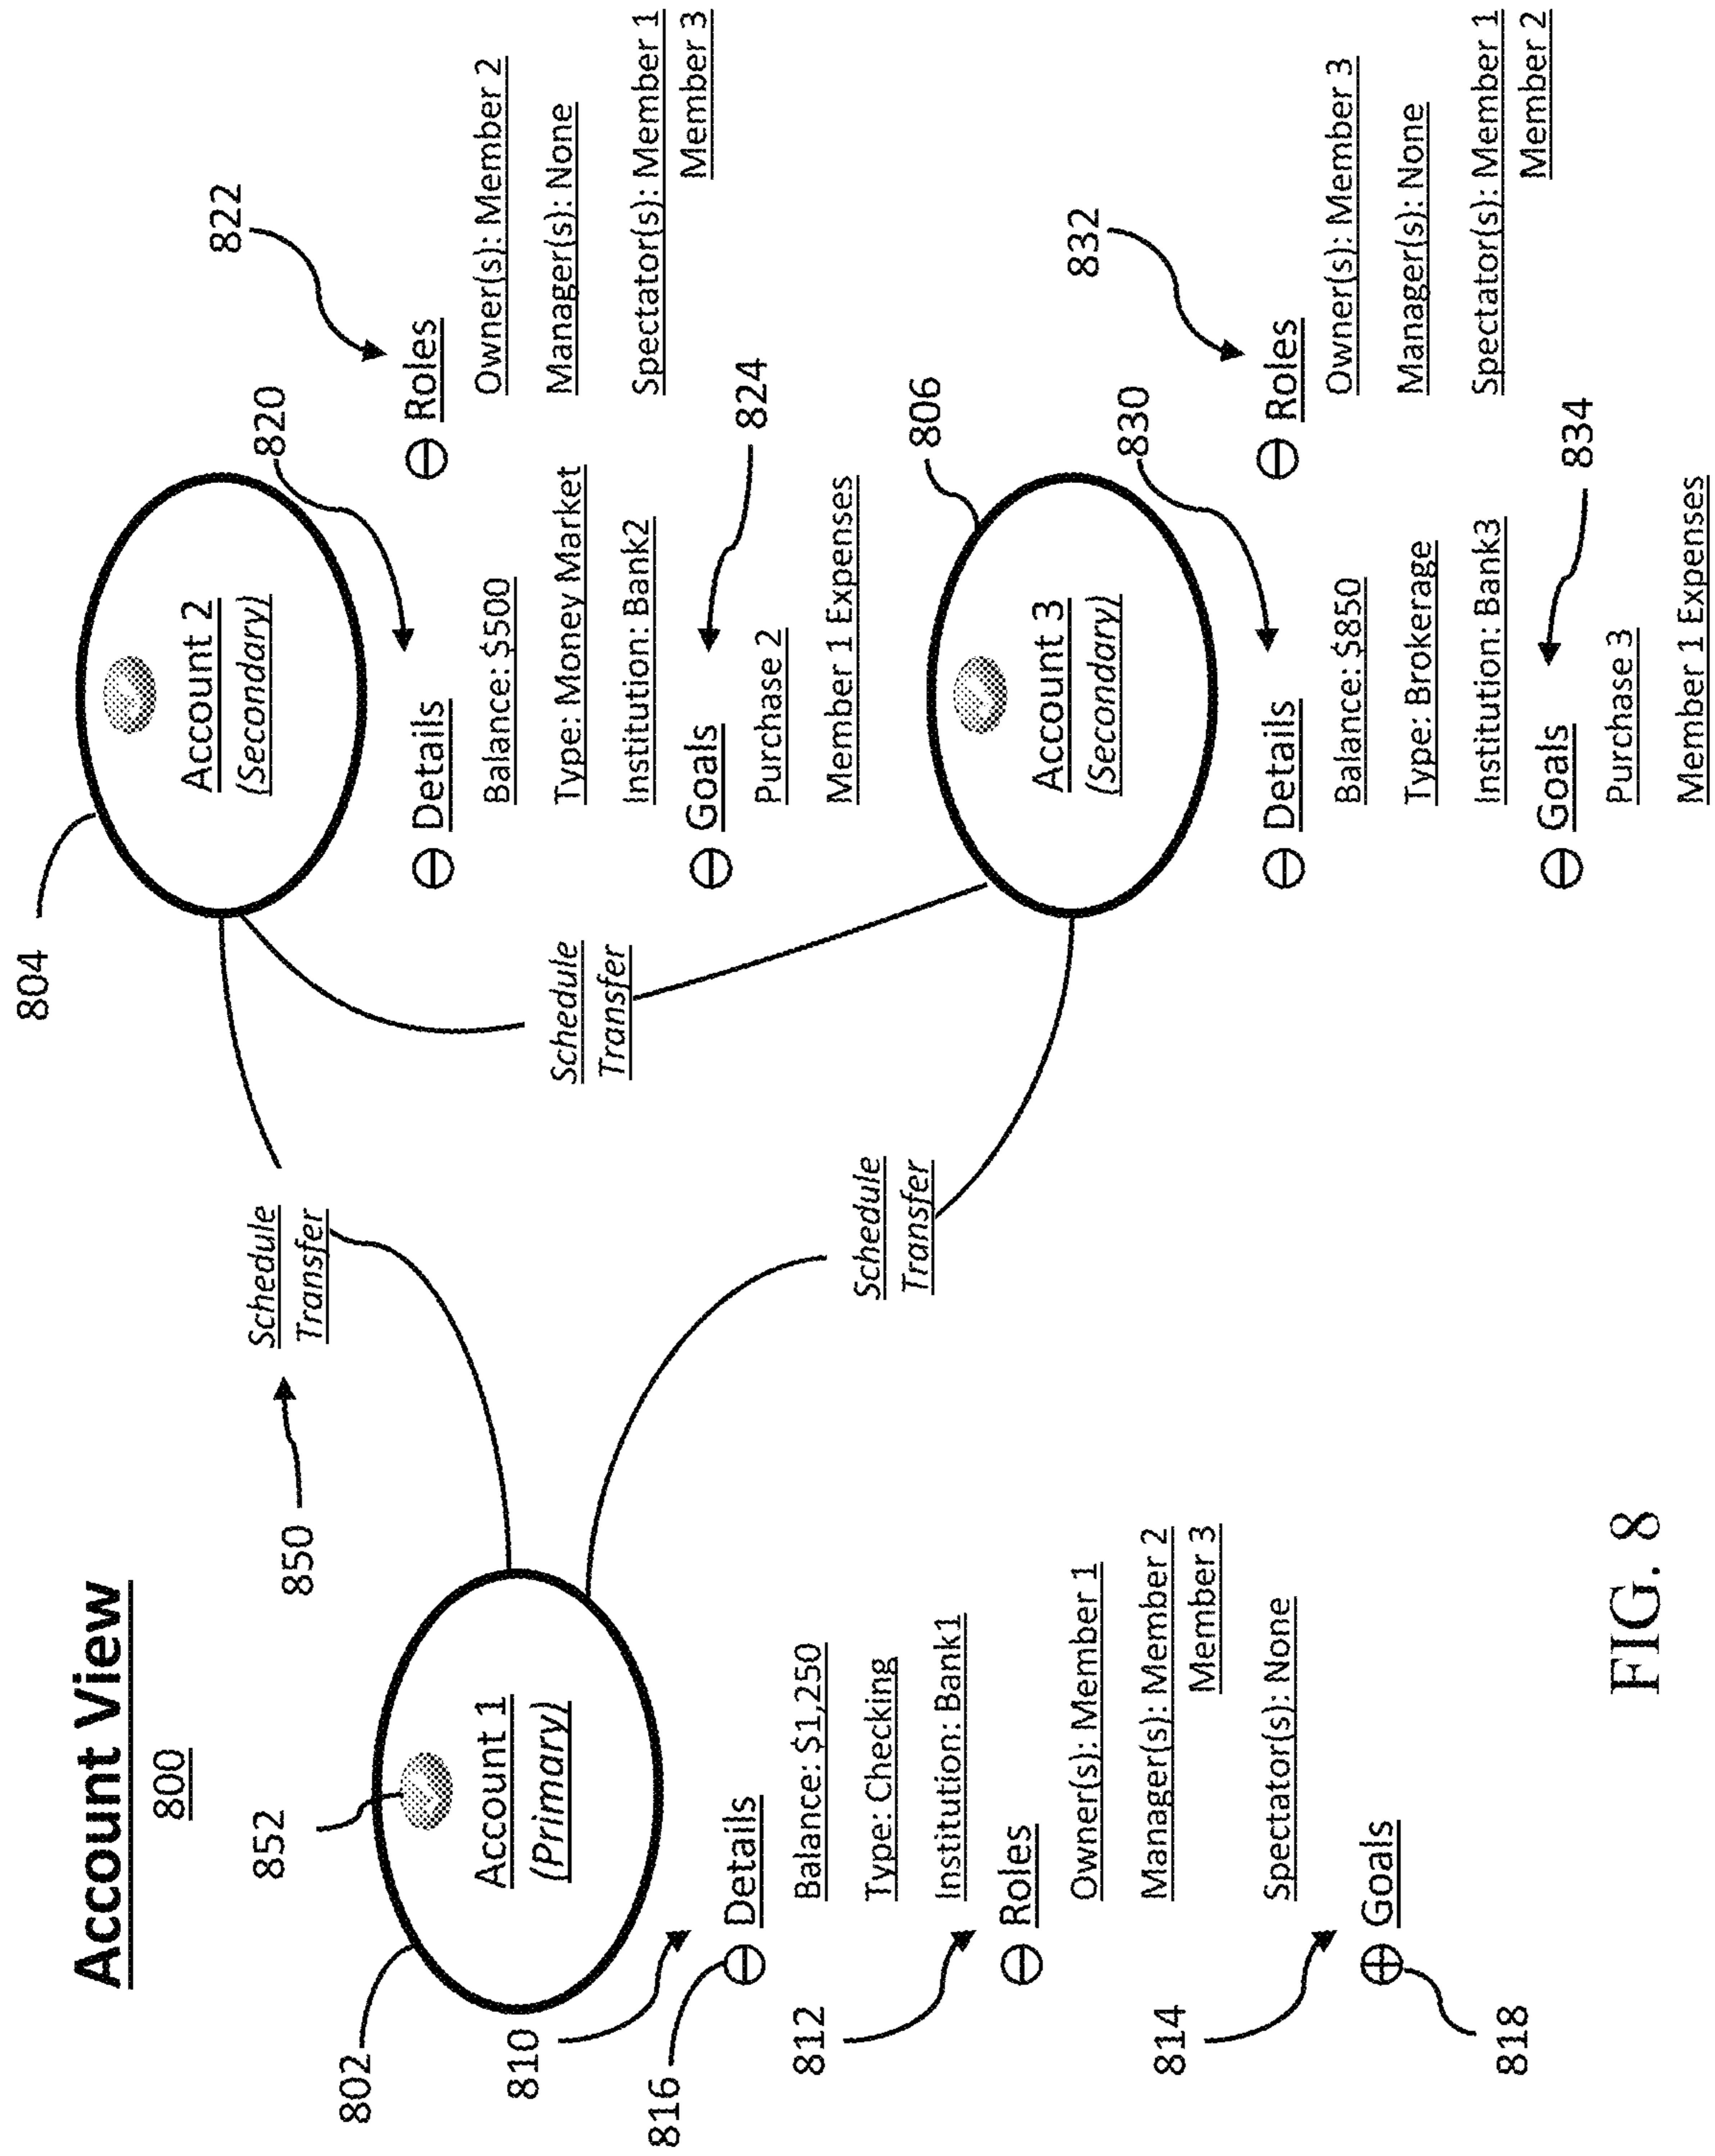 Account View
800
852
802
Account 1
(Primary)
810
816
Details
Balance: $1,250
Type: Checking
Institution: Bank1
812
Roles
Owner(s): Member 1
Manager(s): Member 2
Member 3
Spectator(s): None
814
Goals
818
850
Schedule
Transfer
Schedule
Transfer
Schedule
Transfer
804
Account 2
(Secondary)
820
Details
Balance: $500
Type: Money Market
Institution: Bank2
824
Goals
Purchase 2
Member 1 Expenses
822
Roles
Owner(s): Member 2
Manager(s): None
Spectator(s): Member 1
Member 3
806
Account 3
(Secondary)
830
Details
Balance: $850
Type: Brokerage
Institution: Bank3
834
Goals
Purchase 3
Member 1 Expenses
832
Roles
Owner(s): Member 3
Manager(s): None
Spectator(s): Member 1
Member 2
FIG. 8